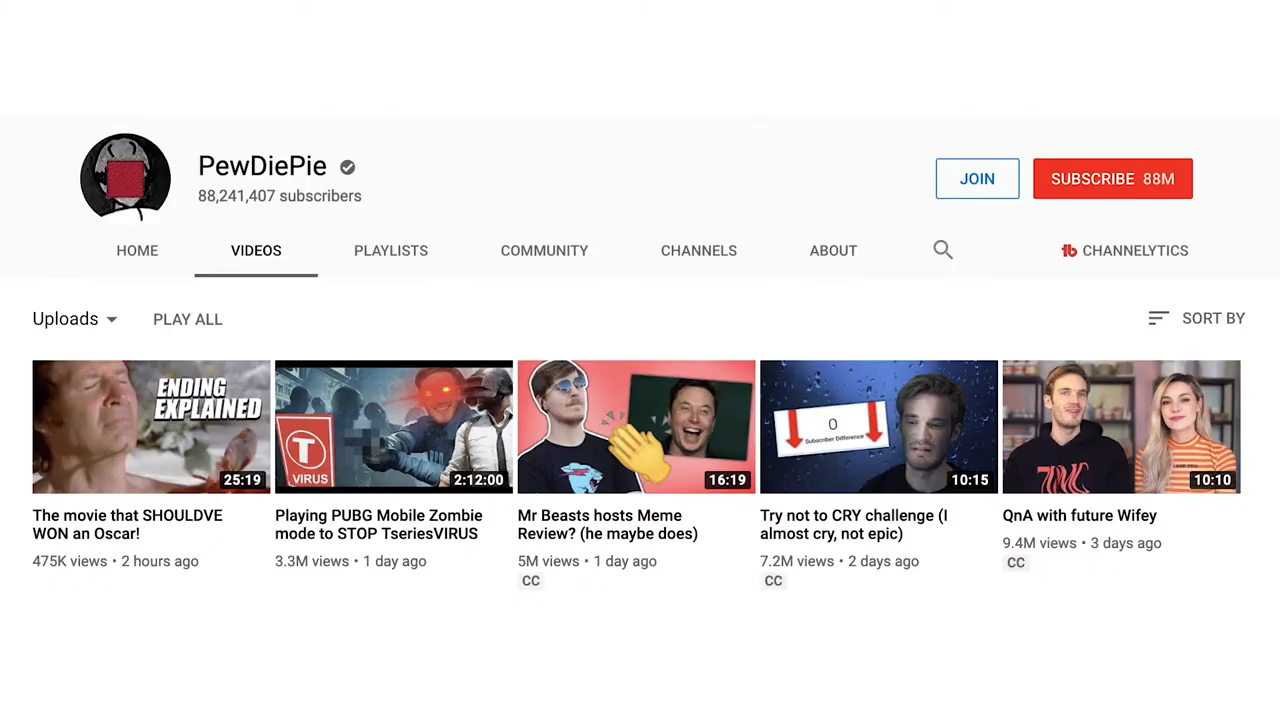 PewDiePie
88,241,407 subscribers
JOIN
SUBSCRIBE 88M
HOME
VIDEOS
PLAYLISTS
COMMUNITY
CHANNELS
ABOUT
CHANNELYTICS
Uploads
PLAY ALL
SORT BY
ENDING
EXPLAINED
25:19
The movie that SHOULDVE
WON an Oscar!
475K views • 2 hours ago
T
VIRUS
2:12:00
Playing PUBG Mobile Zombie
mode to STOP TseriesVIRUS
3.3M views • 1 day ago
16:19
Mr Beasts hosts Meme
Review? (he maybe does)
5M views • 1 day ago
CC
0
Subscriber Difference
10:15
Try not to CRY challenge (I
almost cry, not epic)
7.2M views • 2 days ago
CC
10:10
QnA with future Wifey
9.4M views • 3 days ago
CC